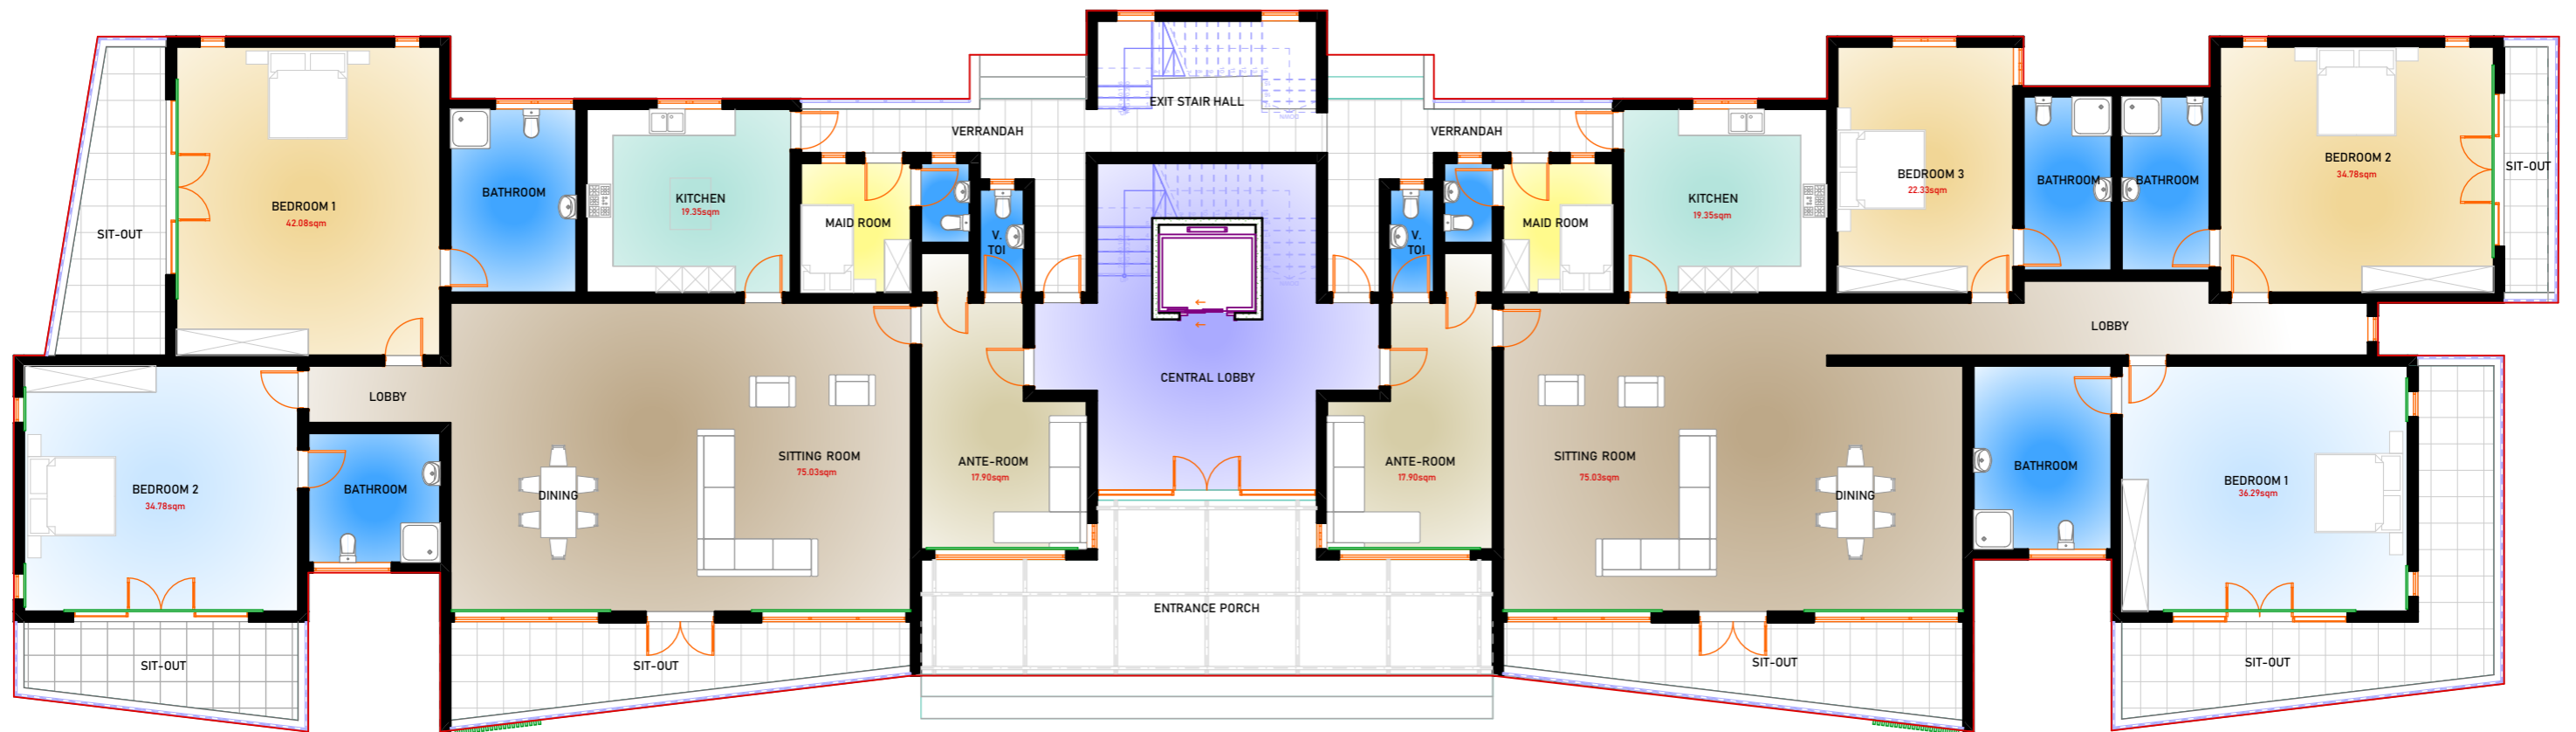 EXIT STAIR HALL
VERRANDAH
VERRANDAH
BEDROOM 1
42.08sqm
SIT-OUT
BATHROOM
KITCHEN
19.35sqm
MAID ROOM
V.
TOI
V.
TOI
MAID ROOM
KITCHEN
19.35sqm
BEDROOM 3
22.33sqm
BATHROOM
BATHROOM
BEDROOM 2
34.78sqm
SIT-OUT
LOBBY
CENTRAL LOBBY
LOBBY
BEDROOM 2
34.78sqm
BATHROOM
DINING
SITTING ROOM
75.03sqm
ANTE-ROOM
17.90sqm
ANTE-ROOM
17.90sqm
SITTING ROOM
75.03sqm
DINING
BATHROOM
BEDROOM 1
36.29sqm
ENTRANCE PORCH
SIT-OUT
SIT-OUT
SIT-OUT
SIT-OUT
DOWN
DOWN